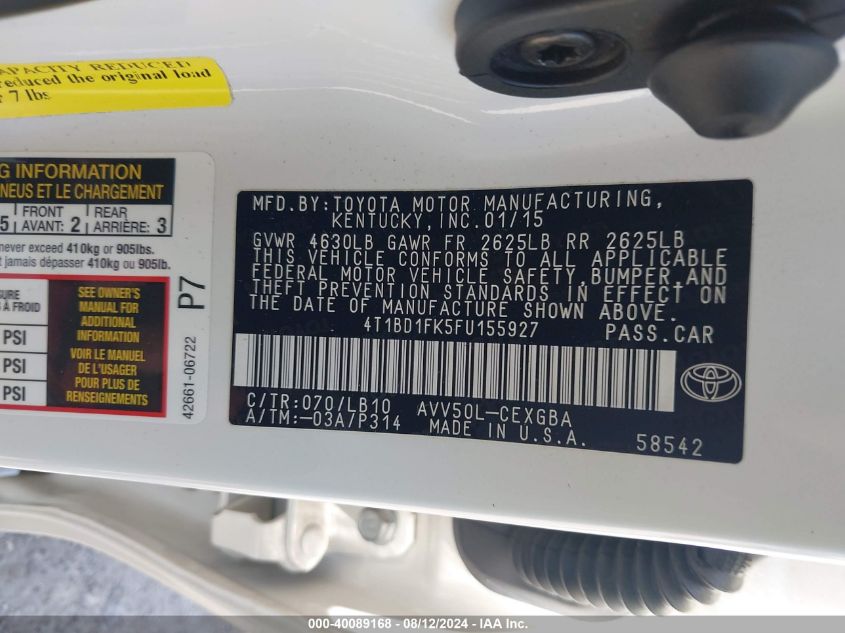 CAPACITY REDUCED
reduced the original load
7 lbs
G INFORMATION
NEUS ET LE CHARGEMENT
5 FRONT AVANT: 2 REAR ARRIÈRE: 3
never exceed 410kg or 905lbs.
t jamais dépasser 410kg ou 905lb.
SURE
S À FROID
PSI
PSI
PSI
SEE OWNER'S
MANUAL FOR
ADDITIONAL
INFORMATION
VOIR LE MANUEL
DE L'USAGER
POUR PLUS DE
RENSEIGNEMENTS
P7
42661-06722
MFD.BY:TOYOTA MOTOR MANUFACTURING,
KENTUCKY, INC. 01/15
GVWR 4630LB GAWR FR 2625LB RR 2625LB
THIS VEHICLE CONFORMS TO ALL APPLICABLE
FEDERAL MOTOR VEHICLE SAFETY, BUMPER, AND
THEFT PREVENTION STANDARDS IN EFFECT ON
THE DATE OF MANUFACTURE SHOWN ABOVE.
4T1BD1FK5FU155927 PASS.CAR
C/TR:070/LB10 AVV50L-CEXGBA
A/TM:-03A/P314 MADE IN U.S.A. 58542
000-40089168 - 08/12/2024 - IAA Inc.